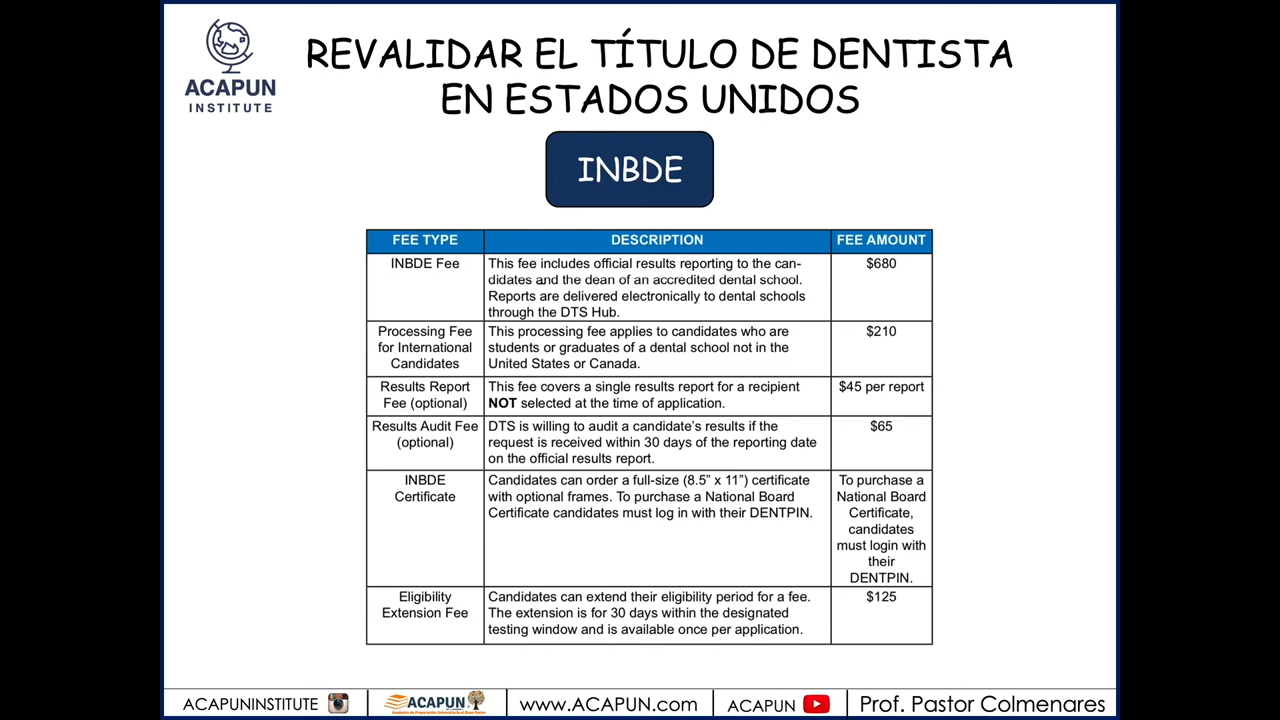 ACAPUN
INSTITUTE
REVALIDAR EL TÍTULO DE DENTISTA
EN ESTADOS UNIDOS
INBDE
FEE TYPE DESCRIPTION FEE AMOUNT
INBDE Fee
This fee includes official results reporting to the can-
didates and the dean of an accredited dental school.
Reports are delivered electronically to dental schools
through the DTS Hub.
$680
Processing Fee
for International
Candidates
This processing fee applies to candidates who are
students or graduates of a dental school not in the
United States or Canada.
$210
Results Report
Fee (optional)
This fee covers a single results report for a recipient
NOT selected at the time of application.
$45 per report
Results Audit Fee
(optional)
DTS is willing to audit a candidate's results if the
request is received within 30 days of the reporting date
on the official results report.
$65
INBDE
Certificate
Candidates can order a full-size (8.5” x 11”) certificate
with optional frames. To purchase a National Board
Certificate candidates must log in with their DENTPIN.
To purchase a
National Board
Certificate,
candidates
must login with
their
DENTPIN.
Eligibility
Extension Fee
Candidates can extend their eligibility period for a fee.
The extension is for 30 days within the designated
testing window and is available once per application.
$125
ACAPUNINSTITUTE
ACAPUN
www.ACAPUN.com
ACAPUN
Prof. Pastor Colmenares